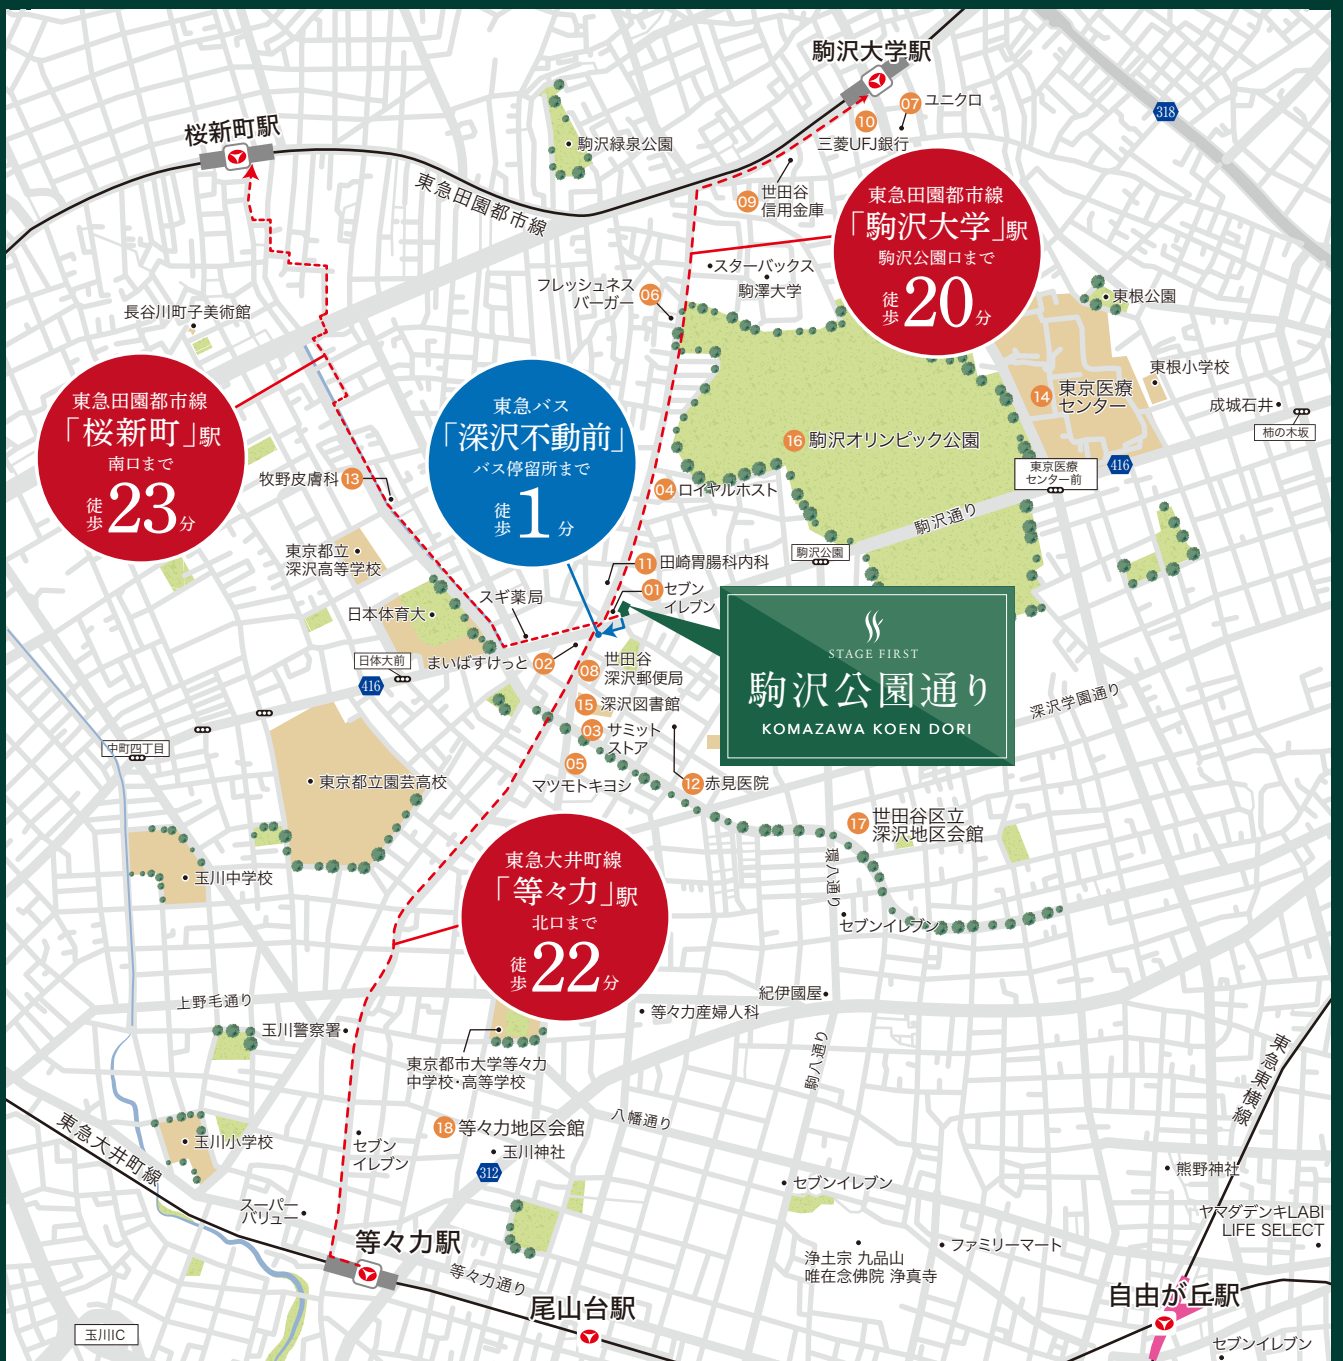 駒沢大学駅
07 ユニクロ
10
三菱UFJ銀行
318
桜新町駅
駒沢緑泉公園
東急田園都市線
09 世田谷
信用金庫
東急田園都市線
「駒沢大学」駅
駒沢公園口まで
徒歩20分
スターバックス
駒澤大学
フレッシュネス
バーガー 06
東根公園
長谷川町子美術館
東根小学校
14 東京医療
センター
成城石井
柿の木坂
東急田園都市線
「桜新町」駅
南口まで
徒歩23分
東急バス
「深沢不動前」
バス停留所まで
徒歩1分
16 駒沢オリンピック公園
東京医療
センター前
416
牧野皮膚科 13
04 ロイヤルホスト
駒沢通り
駒沢公園
東京都立
深沢高等学校
11 田崎胃腸科内科
01 セブン
イレブン
スギ薬局
日本体育大
STAGE FIRST
駒沢公園通り
KOMAZAWA KOEN DORI
日体大前
416
まいばすけっと 02
08 世田谷
深沢郵便局
15 深沢図書館
03 サミット
ストア
05
マツモトキヨシ
12 赤見医院
深沢学園通り
中町四丁目
東京都立園芸高校
17 世田谷区立
深沢地区会館
環八通り
セブンイレブン
玉川中学校
東急大井町線
「等々力」駅
北口まで
徒歩22分
上野毛通り
玉川警察署
紀伊國屋
等々力産婦人科
東京都市大学等々力
中学校・高等学校
駒八通り
東急東横線
八幡通り
18 等々力地区会館
玉川神社
312
東急大井町線
玉川小学校
セブン
イレブン
熊野神社
セブンイレブン
スーパー
バリュー
ヤマダデンキLABI
LIFE SELECT
等々力駅
等々力通り
浄土宗 九品山
唯在念佛院 浄真寺
ファミリーマート
尾山台駅
自由が丘駅
玉川IC
セブンイレブン